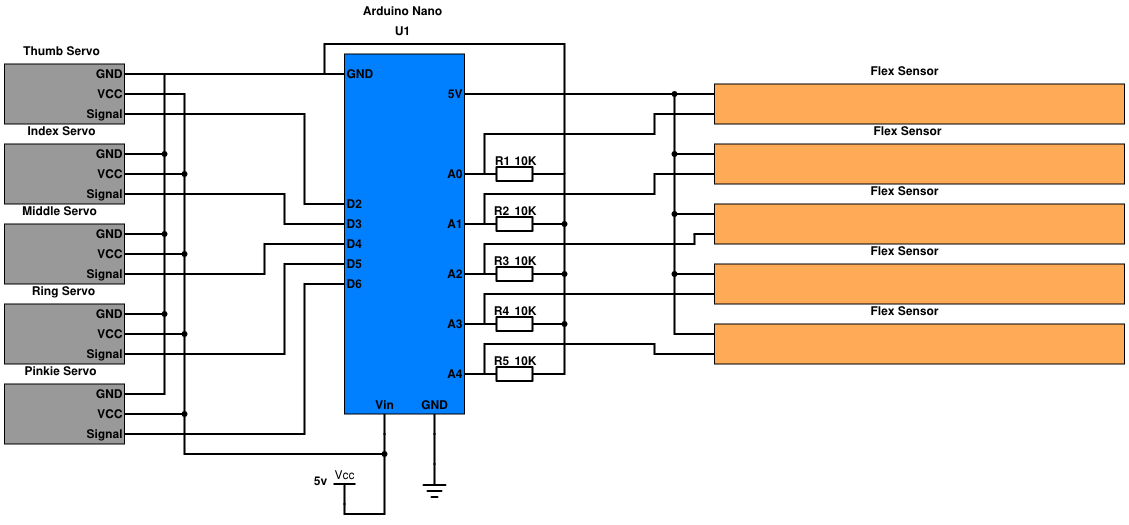 Arduino Nano
U1
Thumb Servo
GND
VCC
Signal
Index Servo
GND
VCC
Signal
Middle Servo
GND
VCC
Signal
Ring Servo
GND
VCC
Signal
Pinkie Servo
GND
VCC
Signal
GND
5V
A0
A1
A2
A3
A4
D2
D3
D4
D5
D6
Vin
GND
R1 10K
R2 10K
R3 10K
R4 10K
R5 10K
5v
Vcc
Flex Sensor
Flex Sensor
Flex Sensor
Flex Sensor
Flex Sensor